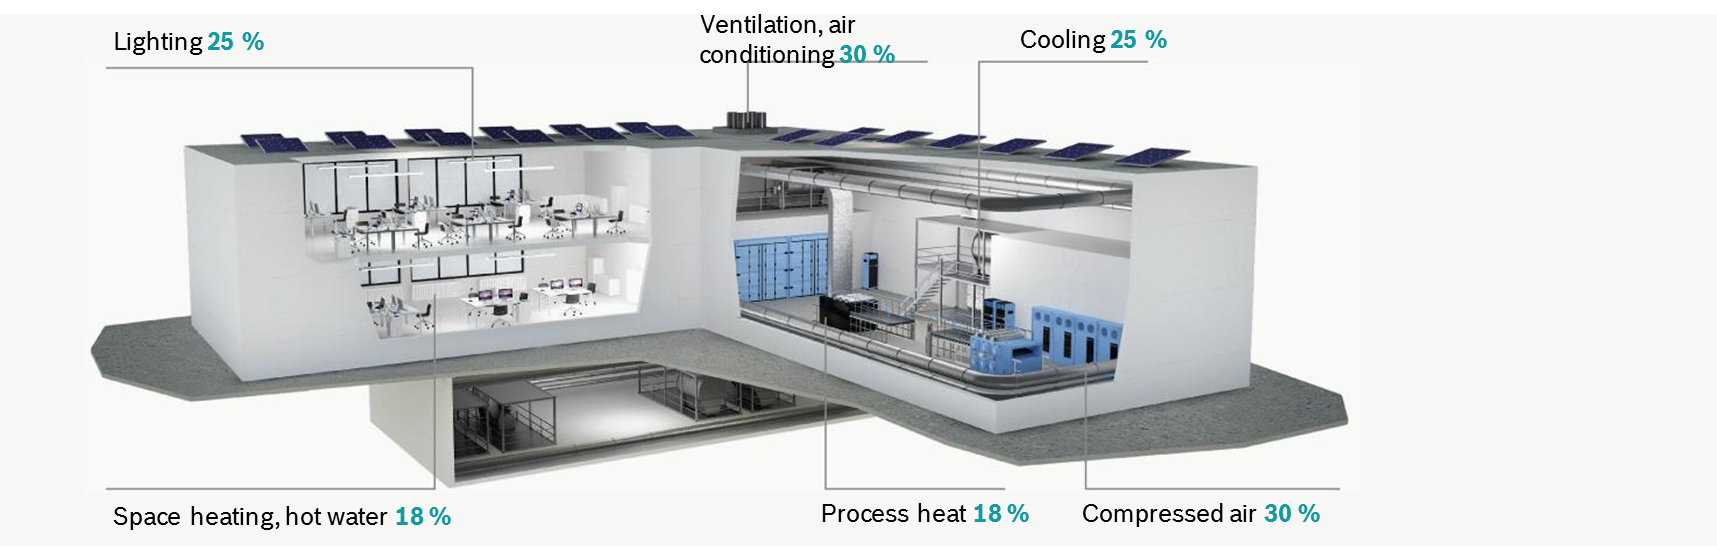 Lighting 25 %
Ventilation, air
conditioning 30 %
Cooling 25 %
Space heating, hot water 18 %
Process heat 18 %
Compressed air 30 %